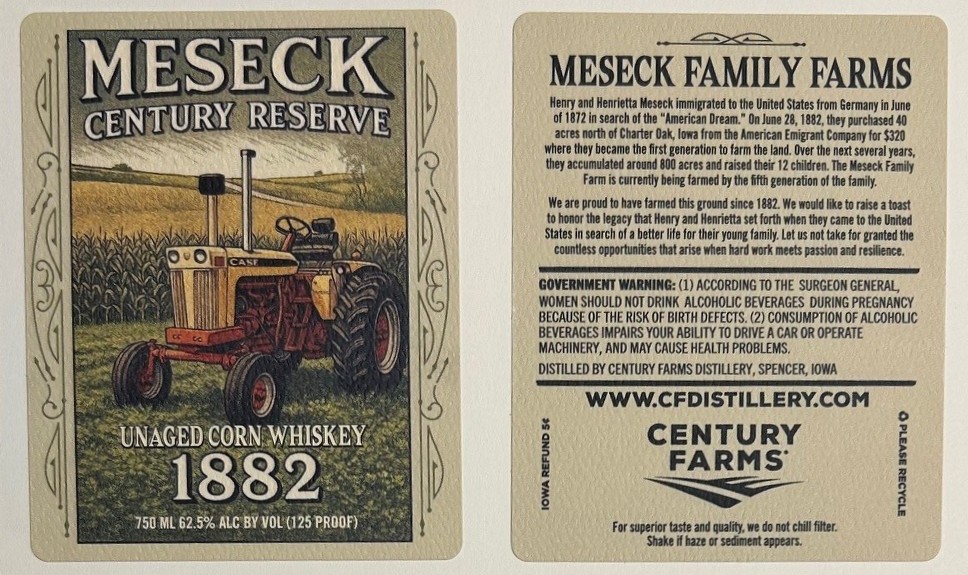 MESECK
CENTURY RESERVE
CASE
UNAGED CORN WHISKEY
1882
750 ML 62.5% ALC BY VOL (125 PROOF)
MESECK FAMILY FARMS
Henry and Henrietta Meseck immigrated to the United States from Germany in June
of 1872 in search of the "American Dream." On June 28, 1882, they purchased 40
acres north of Charter Oak, Iowa from the American Emigrant Company for $320
where they became the first generation to farm the land. Over the next several years,
they accumulated around 800 acres and raised their 12 children. The Meseck Family
Farm is currently being farmed by the fifth generation of the family.
We are proud to have farmed this ground since 1882. We would like to raise a toast
to honor the legacy that Henry and Henrietta set forth when they came to the United
States in search of a better life for their young family. Let us not take for granted the
countless opportunities that arise when hard work meets passion and resilience.
GOVERNMENT WARNING: (1) ACCORDING TO THE SURGEON GENERAL,
WOMEN SHOULD NOT DRINK ALCOHOLIC BEVERAGES DURING PREGNANCY
BECAUSE OF THE RISK OF BIRTH DEFECTS. (2) CONSUMPTION OF ALCOHOLIC
BEVERAGES IMPAIRS YOUR ABILITY TO DRIVE A CAR OR OPERATE
MACHINERY, AND MAY CAUSE HEALTH PROBLEMS.
DISTILLED BY CENTURY FARMS DISTILLERY, SPENCER, IOWA
WWW.CFDISTILLERY.COM
IOWA REFUND 5¢
CENTURY
FARMS
PLEASE RECYCLE
For superior taste and quality, we do not chill filter.
Shake if haze or sediment appears.